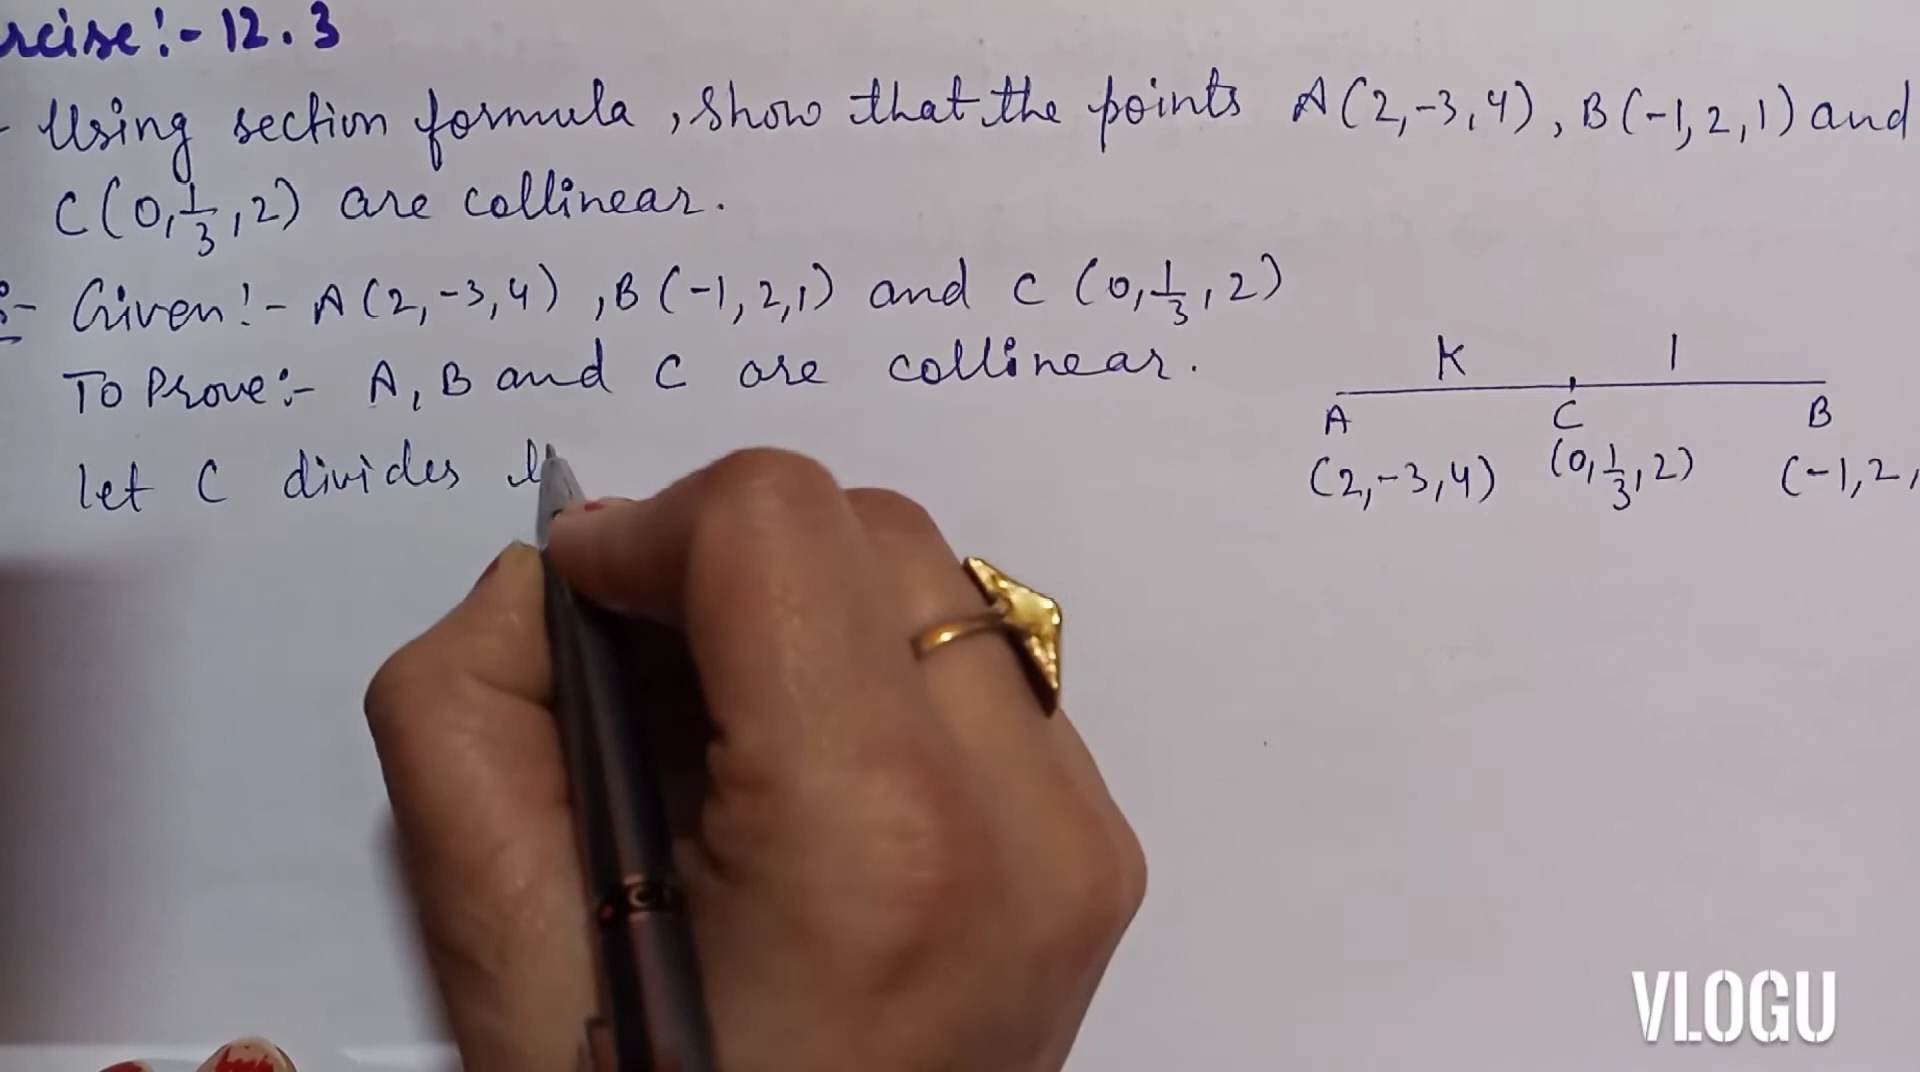 rcise:- 12.3
Using section formula, show that the points A(2,-3,4), B(-1,2,1) and
C(0,1/3,2) are collinear.
:- Given:- A(2,-3,4), B(-1,2,1) and C(0,1/3,2)
To Prove:- A, B and C are collinear.
K 1
A C B
(2,-3,4) (0,1/3,2) (-1,2,
let C divides
VLOGU